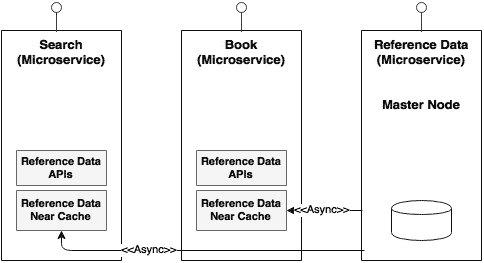 Search
(Microservice)
Reference Data
APIs
Reference Data
Near Cache
Book
(Microservice)
Reference Data
APIs
Reference Data
Near Cache
Reference Data
(Microservice)
Master Node
<<Async>>
<<Async>>